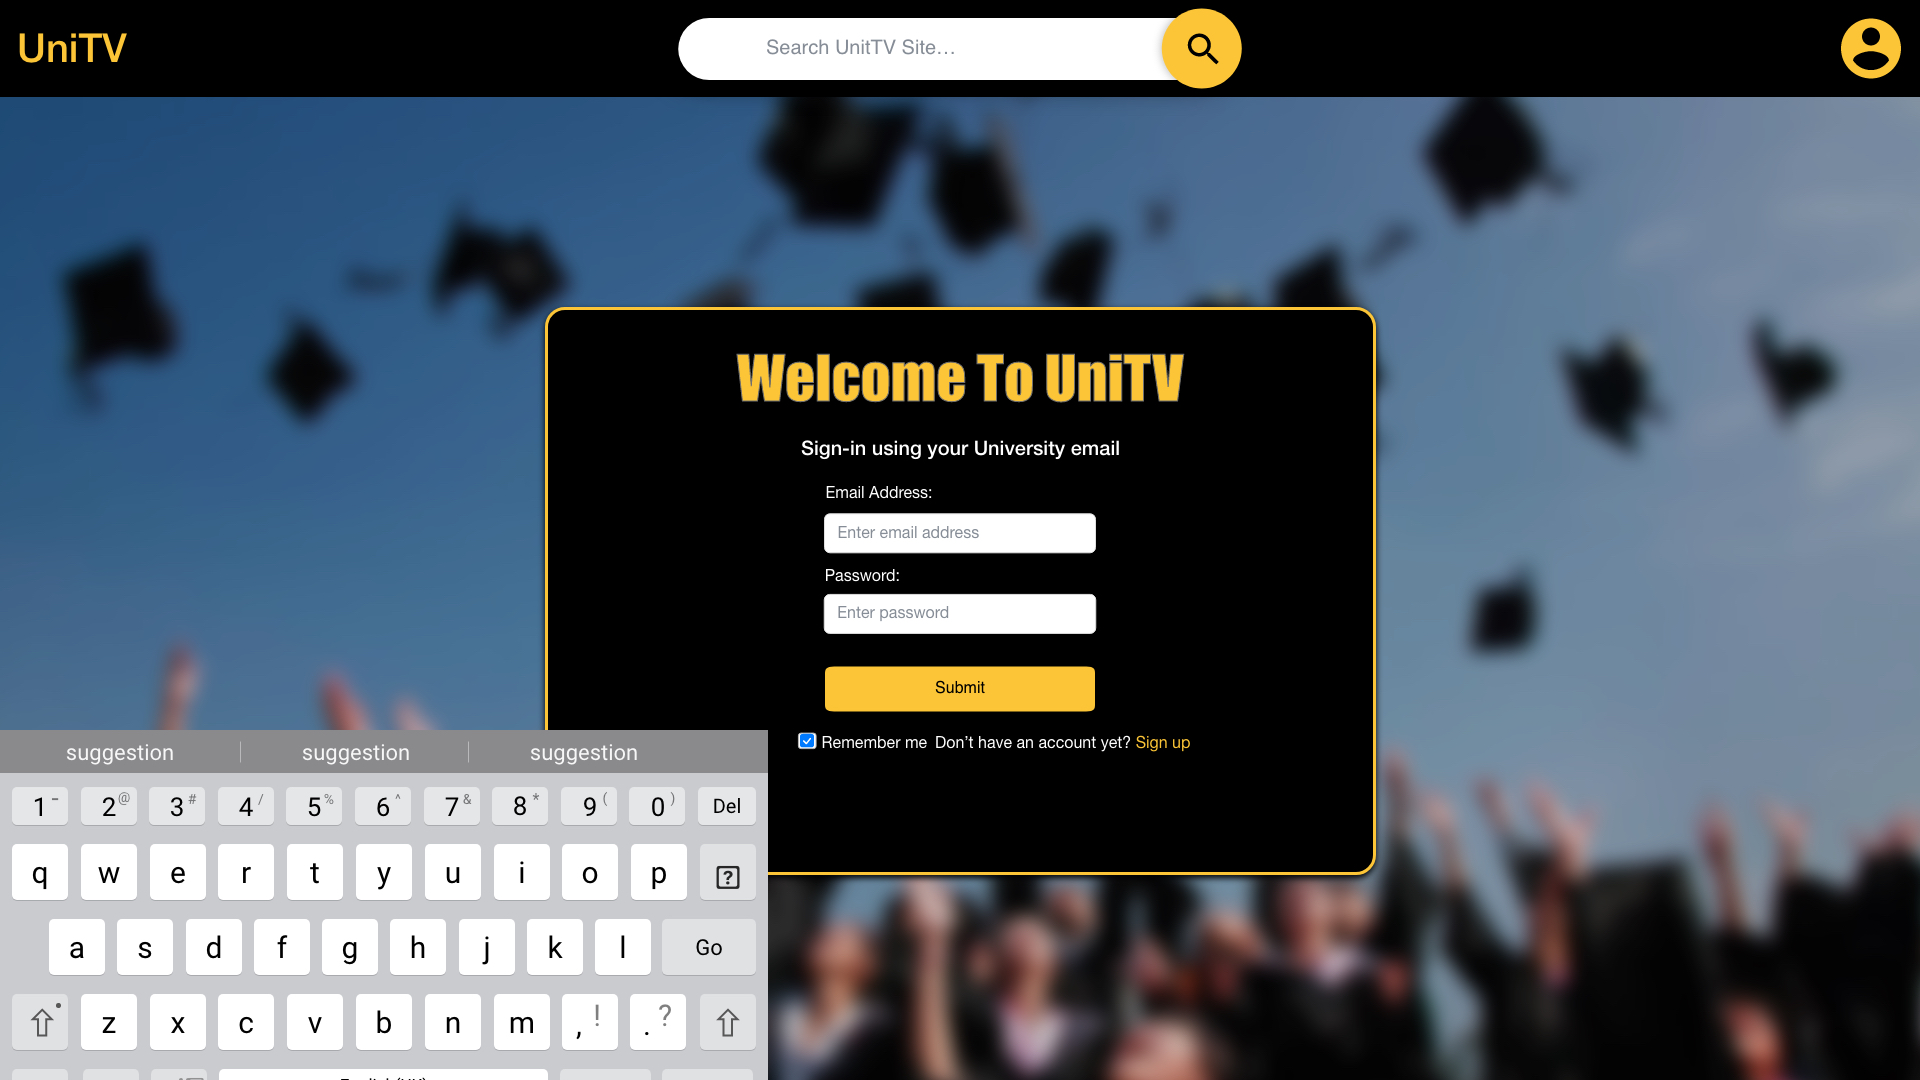 UniTV
Search UnitTV Site...
Welcome To UniTV
Sign-in using your University email
Email Address:
Enter email address
Password:
Enter password
Submit
Remember me Don't have an account yet? Sign up
suggestion suggestion suggestion
1 - 2 @ 3 # 4 / 5 % 6 ^ 7 & 8 * 9 ( 0 ) Del
q w e r t y u i o p ?
a s d f g h j k l Go
z x c v b n m , ! . ?